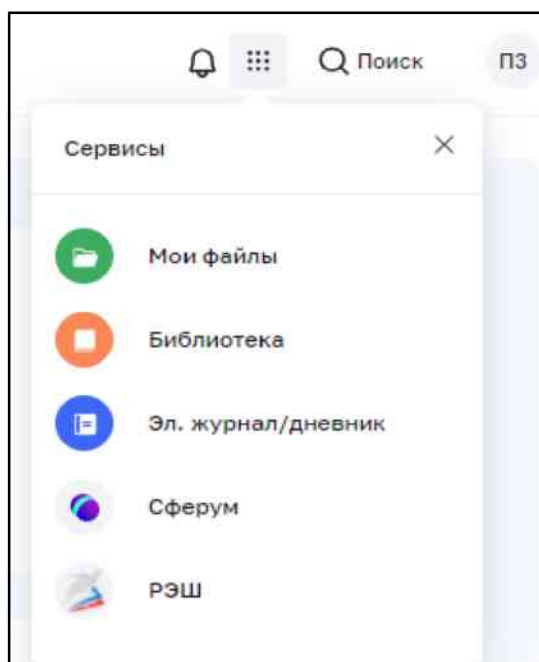 Поиск
ПЗ
Сервисы
Мои файлы
Библиотека
Эл. журнал/дневник
Сферум
РЭШ